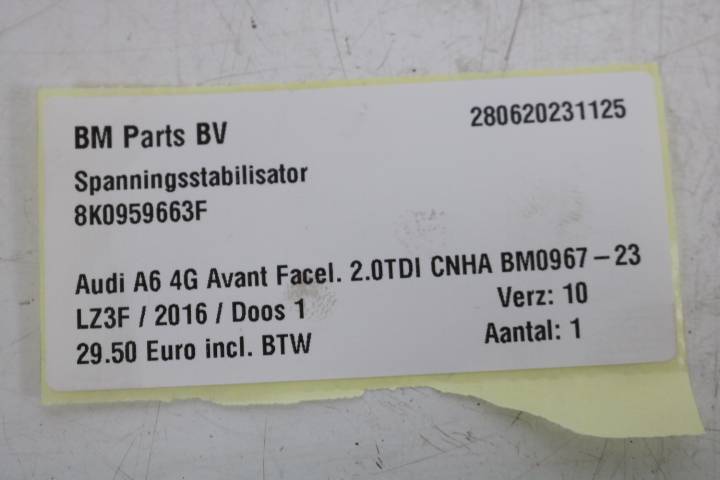 BM Parts BV 280620231125
Spanningsstabilisator
8K0959663F
Audi A6 4G Avant Facel. 2.0TDI CNHA BM0967-23
LZ3F / 2016 / Doos 1 Verz: 10
29.50 Euro incl. BTW Aantal: 1